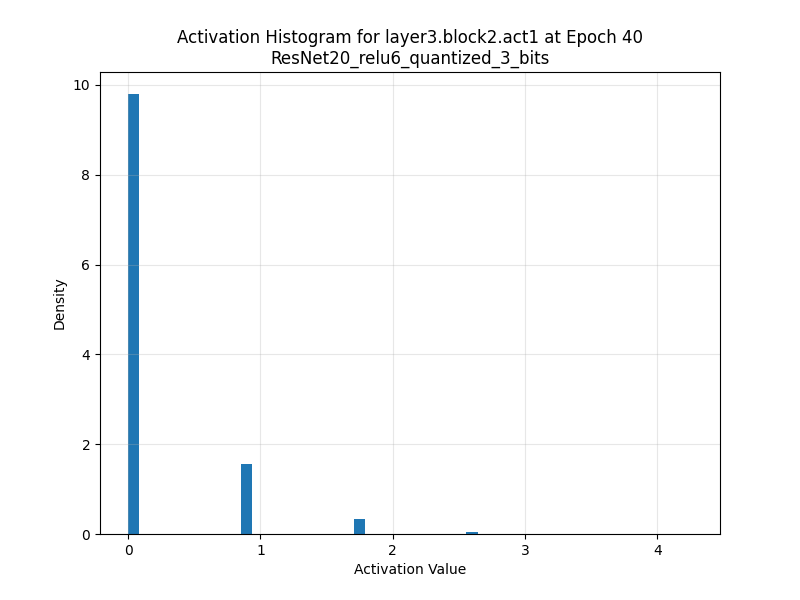 Activation Histogram for layer3.block2.act1 at Epoch 40
ResNet20_relu6_quantized_3_bits
10
8
6
4
2
0
Density
0 1 2 3 4
Activation Value